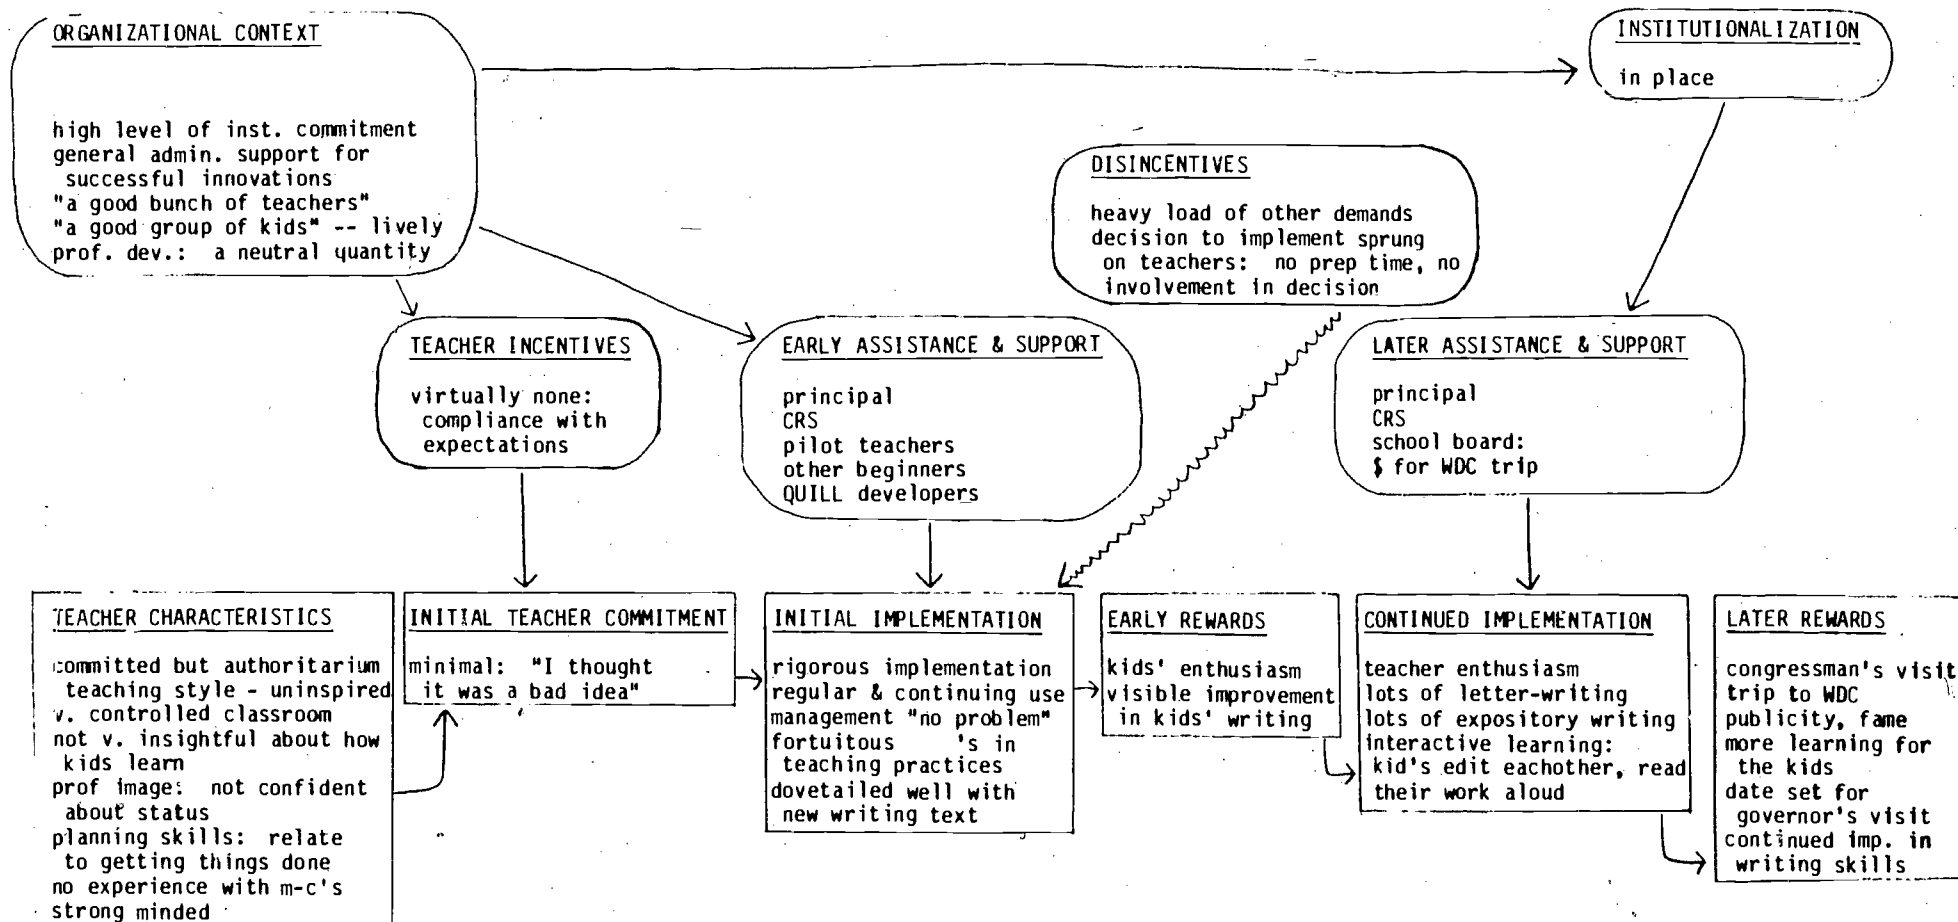 ORGANIZATIONAL CONTEXT
high level of inst. commitment
general admin. support for
successful innovations
"a good bunch of teachers"
"a good group of kids" -- lively
prof. dev.: a neutral quantity
INSTITUTIONALIZATION
in place
DISINCENTIVES
heavy load of other demands
decision to implement sprung
on teachers: no prep time, no
involvement in decision
TEACHER INCENTIVES
virtually none:
compliance with
expectations
EARLY ASSISTANCE & SUPPORT
principal
CRS
pilot teachers
other beginners
QUILL developers
LATER ASSISTANCE & SUPPORT
principal
CRS
school board:
$ for WDC trip
TEACHER CHARACTERISTICS
committed but authoritarium
teaching style - uninspired
v. controlled classroom
not v. insightful about how
kids learn
prof image: not confident
about status
planning skills: relate
to getting things done
no experience with m-c's
strong minded
INITIAL TEACHER COMMITMENT
minimal: "I thought
it was a bad idea"
INITIAL IMPLEMENTATION
rigorous implementation
regular & continuing use
management "no problem"
fortuitous 's in
teaching practices
dovetailed well with
new writing text
EARLY REWARDS
kids' enthusiasm
visible improvement
in kids' writing
CONTINUED IMPLEMENTATION
teacher enthusiasm
lots of letter-writing
lots of expository writing
interactive learning:
kid's edit eachother, read
their work aloud
LATER REWARDS
congressman's visit
trip to WDC
publicity, fame
more learning for
the kids
date set for
governor's visit
continued imp. in
writing skills